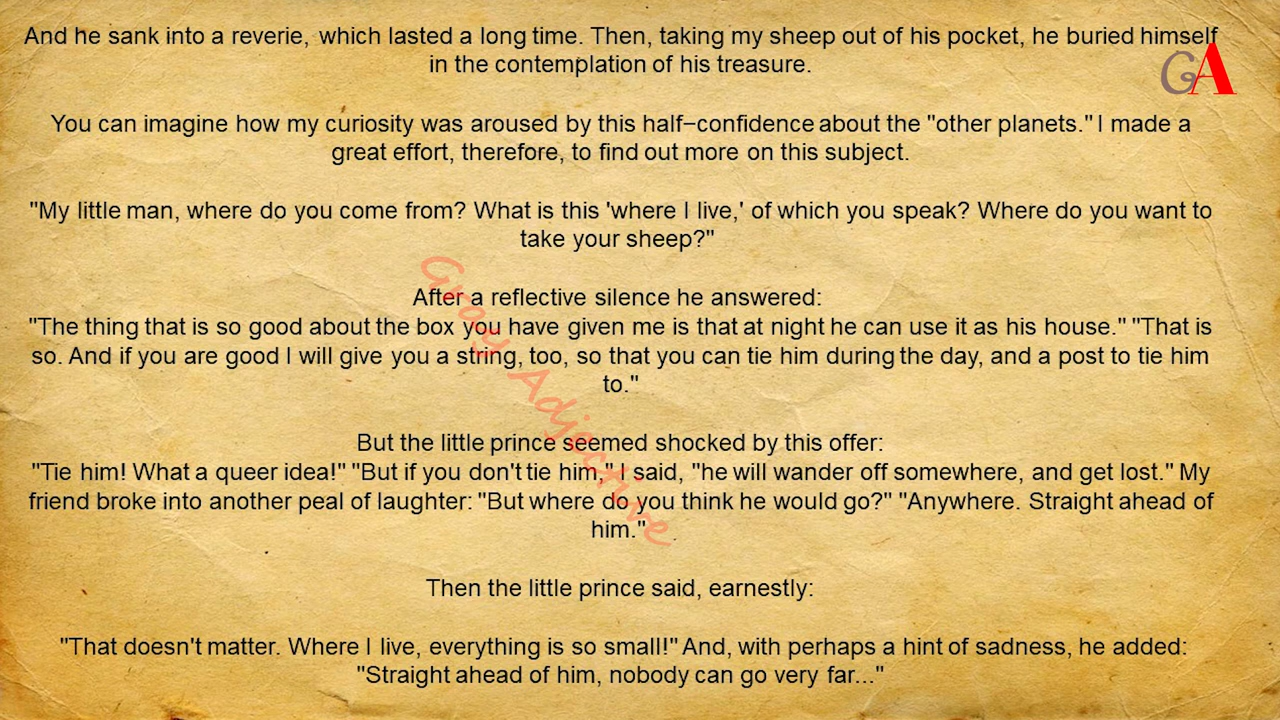 And he sank into a reverie, which lasted a long time. Then, taking my sheep out of his pocket, he buried himself
in the contemplation of his treasure.
GA
You can imagine how my curiosity was aroused by this half−confidence about the "other planets." I made a
great effort, therefore, to find out more on this subject.
"My little man, where do you come from? What is this 'where I live,' of which you speak? Where do you want to
take your sheep?"
After a reflective silence he answered:
"The thing that is so good about the box you have given me is that at night he can use it as his house." "That is
so. And if you are good I will give you a string, too, so that you can tie him during the day, and a post to tie him
to."
But the little prince seemed shocked by this offer:
"Tie him! What a queer idea!" "But if you don't tie him," I said, "he will wander off somewhere, and get lost." My
friend broke into another peal of laughter: "But where do you think he would go?" "Anywhere. Straight ahead of
him."
Then the little prince said, earnestly:
"That doesn't matter. Where I live, everything is so small!" And, with perhaps a hint of sadness, he added:
"Straight ahead of him, nobody can go very far..."
Gray Adjective